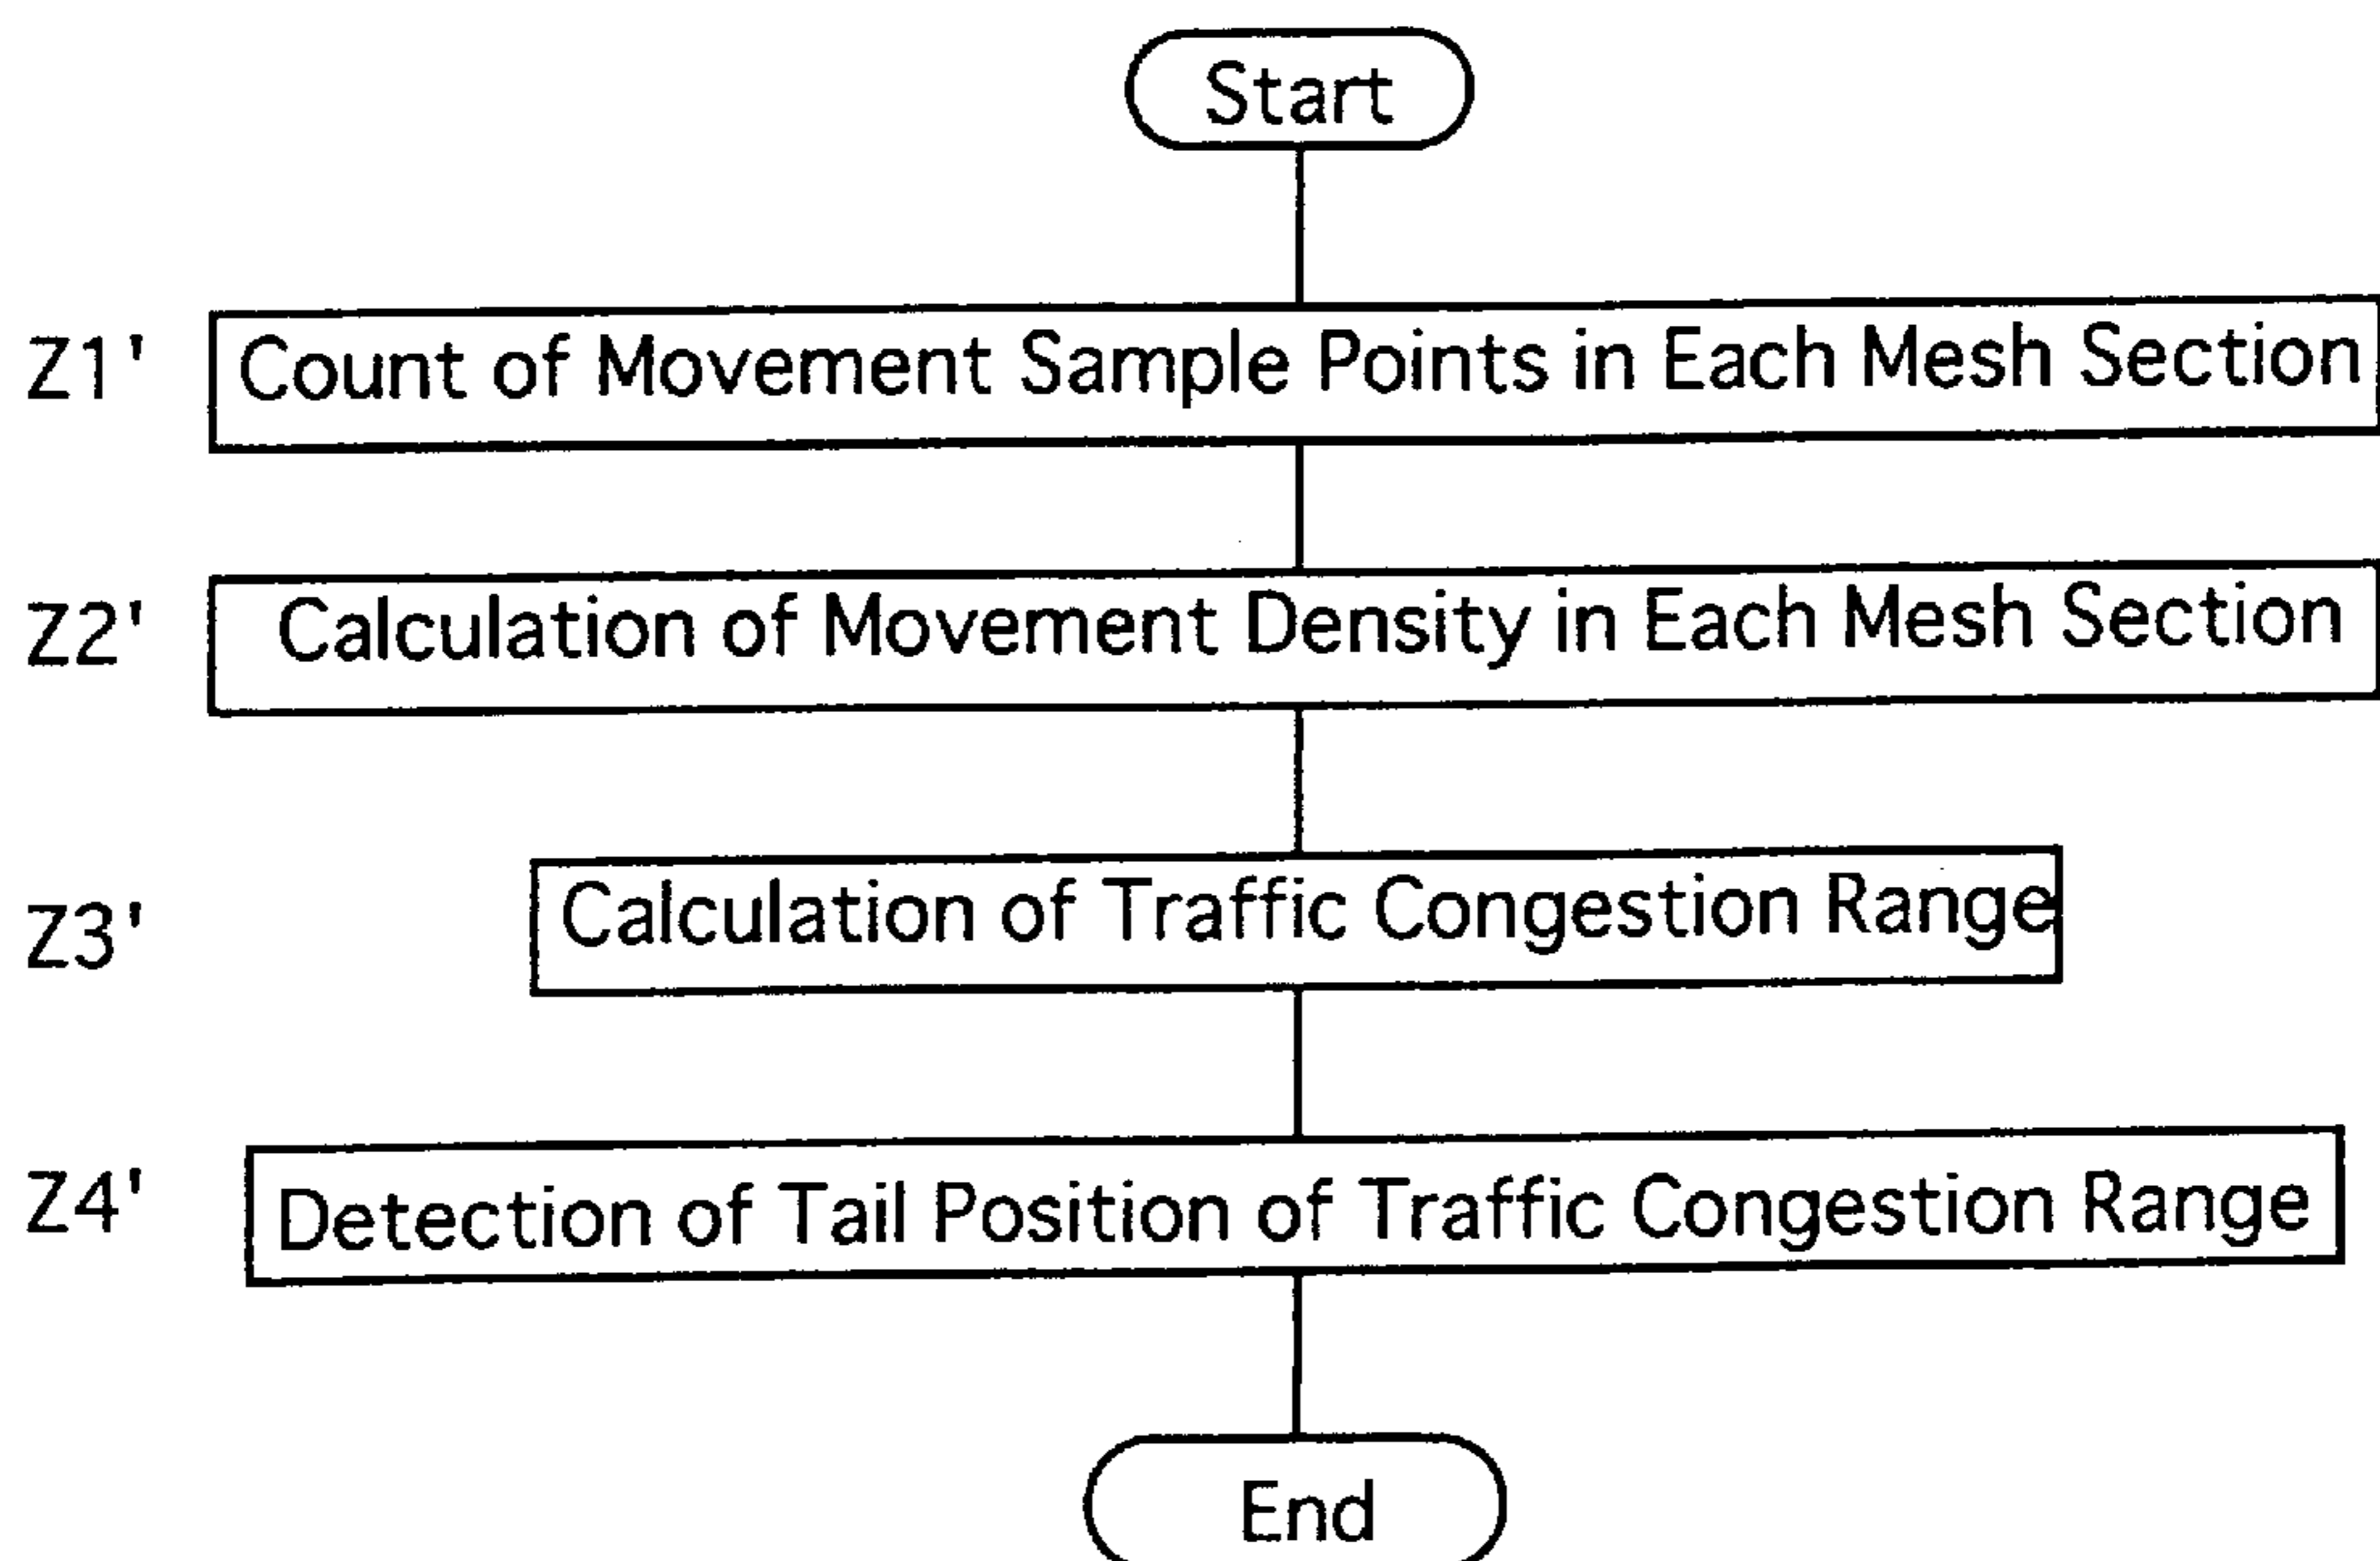 Start
Z1' Count of Movement Sample Points in Each Mesh Section
Z2' Calculation of Movement Density in Each Mesh Section
Z3' Calculation of Traffic Congestion Range
Z4' Detection of Tail Position of Traffic Congestion Range
End